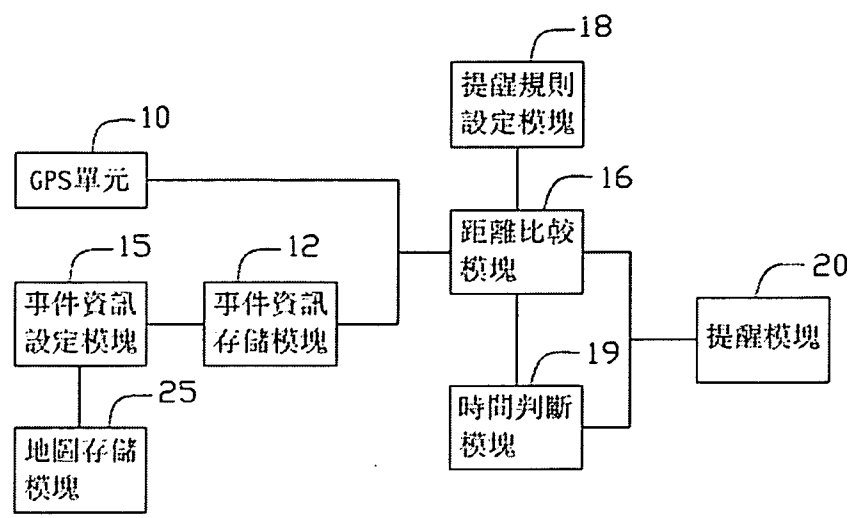 18
提醒規則
設定模塊
10
GPS單元
16
距離比較
模塊
15
事件資訊
設定模塊
12
事件資訊
存儲模塊
20
提醒模塊
19
時間判斷
模塊
25
地圖存儲
模塊